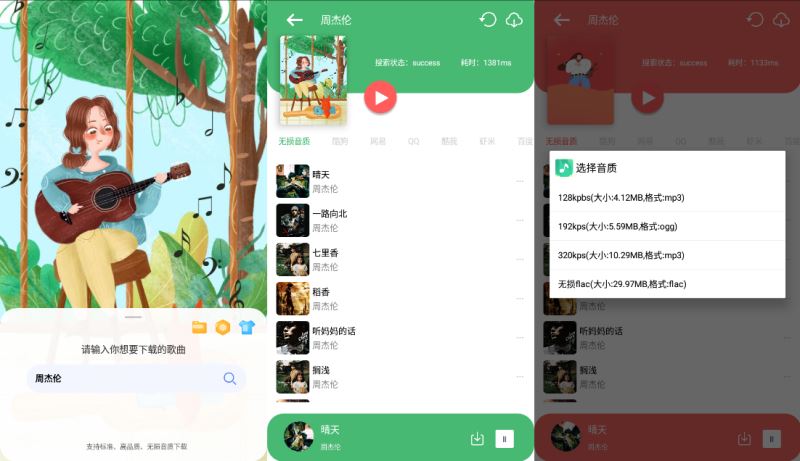 请输入你想要下载的歌曲
周杰伦
支持标准、高品质、无损音质下载
周杰伦
搜索状态：success 耗时：1381ms
无损音质 酷狗 网易 QQ 酷我 虾米 百度
晴天
周杰伦
一路向北
周杰伦
七里香
周杰伦
稻香
周杰伦
听妈妈的话
周杰伦
搁浅
周杰伦
晴天
周杰伦
周杰伦
搜索状态：success 耗时：1133ms
无损音质 酷狗 网易 QQ 酷我 虾米 百度
选择音质
128kpbs(大小:4.12MB,格式:mp3)
192kps(大小:5.59MB,格式:ogg)
320kps(大小:10.29MB,格式:mp3)
无损flac(大小:29.97MB,格式:flac)
听妈妈的话
周杰伦
搁浅
周杰伦
晴天
周杰伦